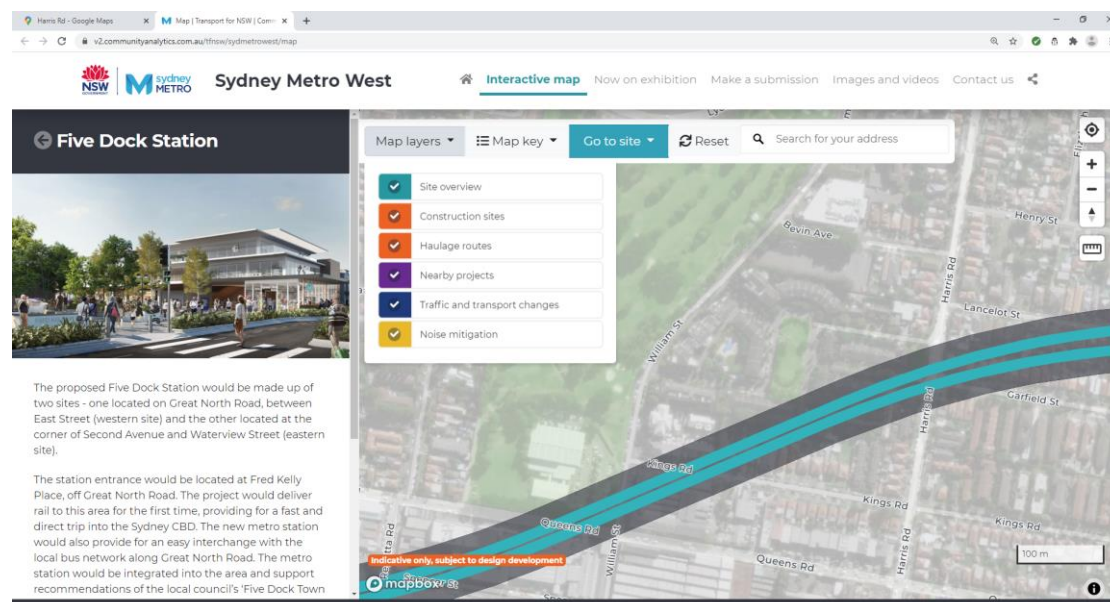 Harris Rd - Google Maps
Map | Transport for NSW | Comm
v2.communityanalytics.com.au/tfnsw/sydmetrowest/map
NSW
GOVERNMENT
sydney
METRO
Sydney Metro West
Interactive map
Now on exhibition
Make a submission
Images and videos
Contact us
Five Dock Station
Map layers
Map key
Go to site
Reset
Search for your address
Site overview
Construction sites
Haulage routes
Nearby projects
Traffic and transport changes
Noise mitigation
The proposed Five Dock Station would be made up of
two sites - one located on Great North Road, between
East Street (western site) and the other located at the
corner of Second Avenue and Waterview Street (eastern
site).
The station entrance would be located at Fred Kelly
Place, off Great North Road. The project would deliver
rail to this area for the first time, providing for a fast and
direct trip into the Sydney CBD. The new metro station
would also provide for an easy interchange with the
local bus network along Great North Road. The metro
station would be integrated into the area and support
recommendations of the local council's 'Five Dock Town
Henry St
Bevin Ave
Harris Rd
Lancelot St
William St
Garfield St
Harris Rd
Kings Rd
Kings Rd
Kings Rd
Queens Rd
William St
Queens Rd
Harris Rd
100 m
Indicative only, subject to design development
mapbox